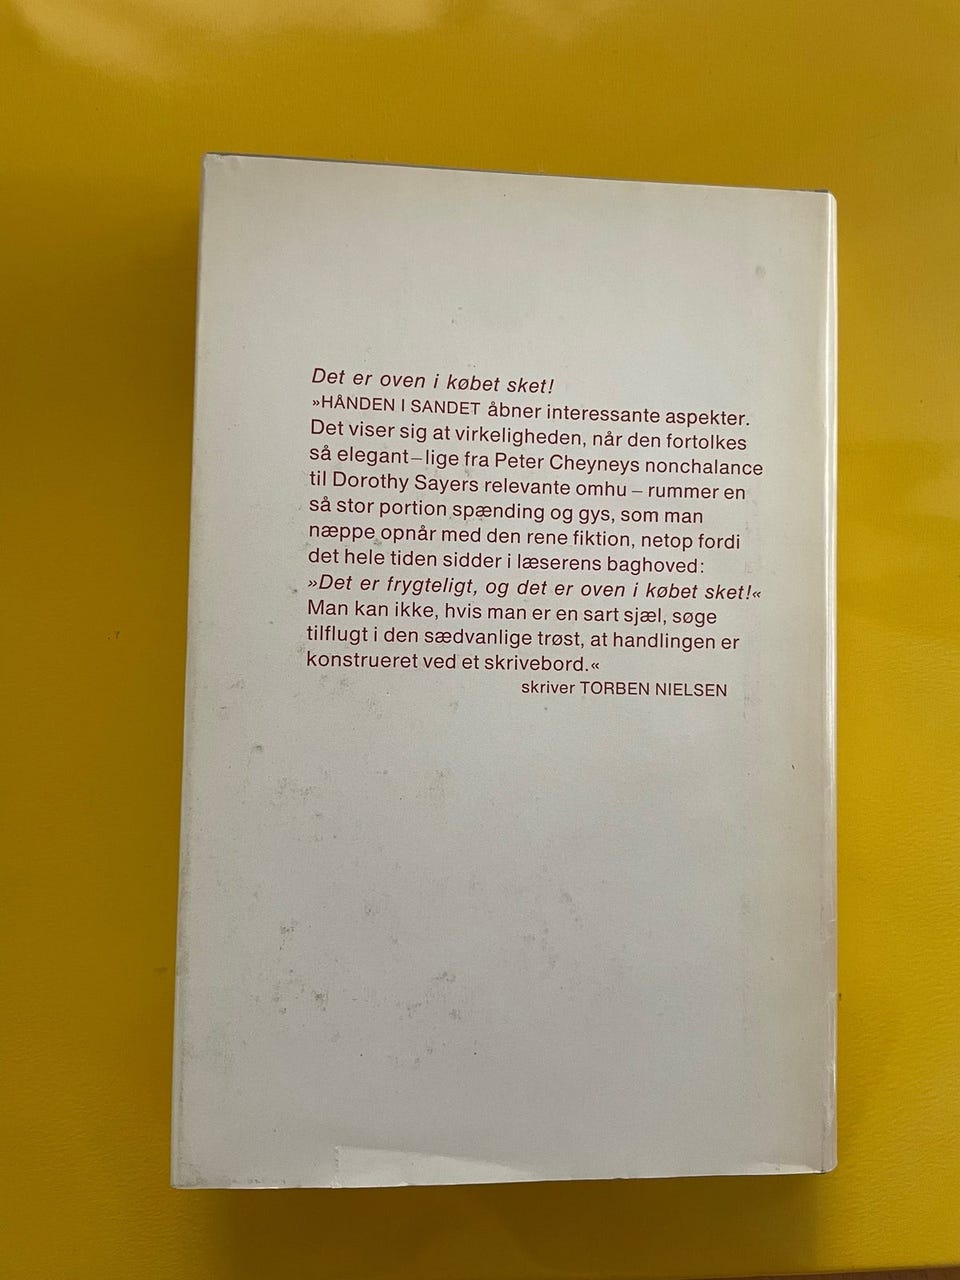 Det er oven i købet sket!
»HÅNDEN I SANDET åbner interessante aspekter.
Det viser sig at virkeligheden, når den fortolkes
så elegant – lige fra Peter Cheyneys nonchalance
til Dorothy Sayers relevante omhu – rummer en
så stor portion spænding og gys, som man
næppe opnår med den rene fiktion, netop fordi
det hele tiden sidder i læserens baghoved:
»Det er frygteligt, og det er oven i købet sket!«
Man kan ikke, hvis man er en sart sjæl, søge
tilflugt i den sædvanlige trøst, at handlingen er
konstrueret ved et skrivebord.«
skriver TORBEN NIELSEN